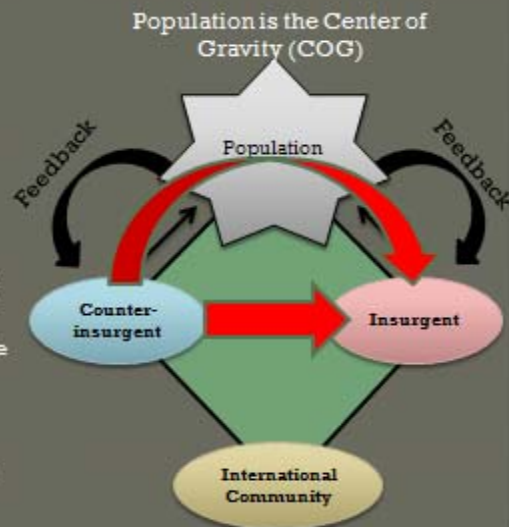 Population is the Center of
Gravity (COG)
Feedback
Population
Feedback
Counter-
insurgent
Insurgent
International
Community